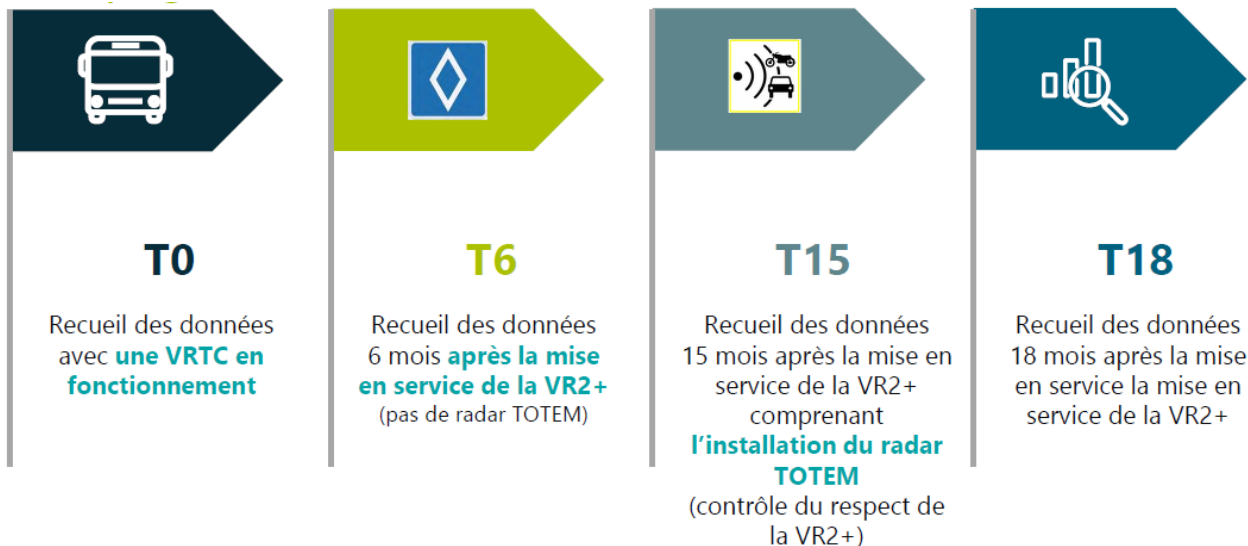 T0
Recueil des données
avec une VRTC en
fonctionnement
T6
Recueil des données
6 mois après la mise
en service de la VR2+
(pas de radar TOTEM)
T15
Recueil des données
15 mois après la mise en
service de la VR2+
comprenant
l'installation du radar
TOTEM
(contrôle du respect de
la VR2+)
T18
Recueil des données
18 mois après la mise
en service la mise en
service de la VR2+